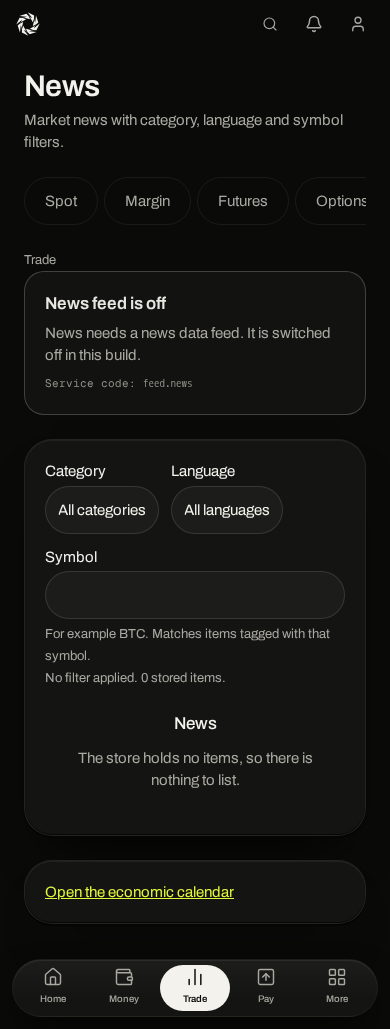 News
Market news with category, language and symbol
filters.
Spot
Margin
Futures
Options
Trade
News feed is off
News needs a news data feed. It is switched
off in this build.
Service code: feed.news
Category
Language
All categories
All languages
Symbol
For example BTC. Matches items tagged with that
symbol.
No filter applied. 0 stored items.
News
The store holds no items, so there is
nothing to list.
Open the economic calendar
Home
Money
Trade
Pay
More